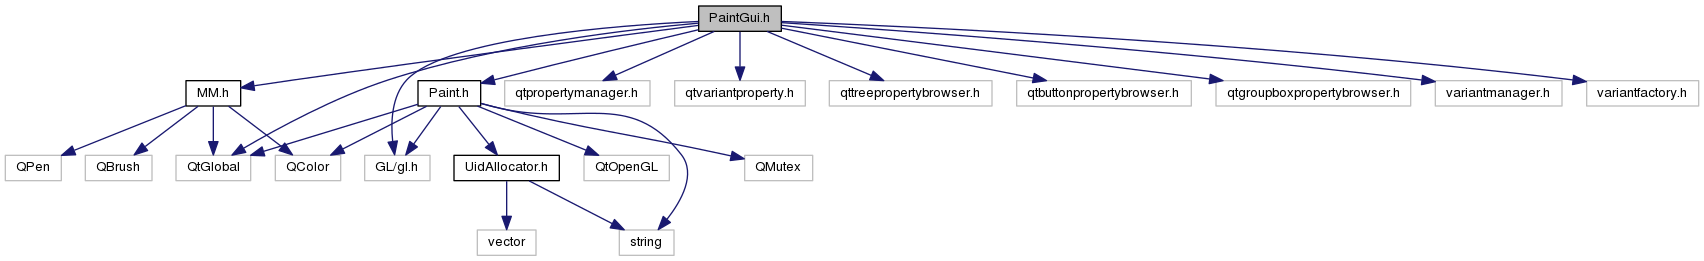 PaintGui.h
MM.h
Paint.h
qtpropertymanager.h
qtvariantproperty.h
qttreepropertybrowser.h
qtbuttonpropertybrowser.h
qtgroupboxpropertybrowser.h
variantmanager.h
variantfactory.h
QPen
QBrush
QtGlobal
QColor
GL/gl.h
UidAllocator.h
QtOpenGL
QMutex
vector
string